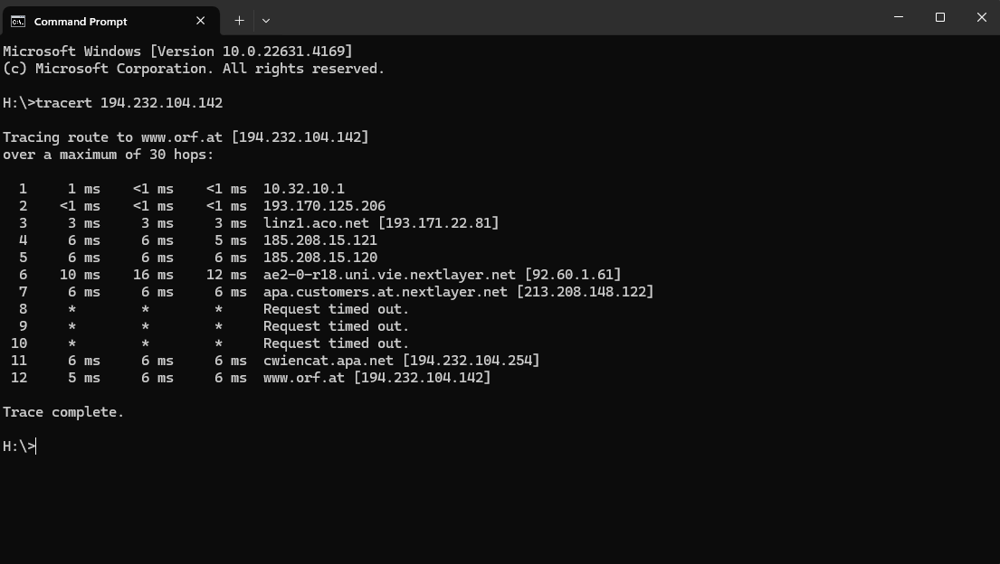 Command Prompt
Microsoft Windows [Version 10.0.22631.4169]
(c) Microsoft Corporation. All rights reserved.
H:\>tracert 194.232.104.142
Tracing route to www.orf.at [194.232.104.142]
over a maximum of 30 hops:
1 1 ms <1 ms <1 ms 10.32.10.1
2 <1 ms <1 ms <1 ms 193.170.125.206
3 3 ms 3 ms 3 ms linz1.aco.net [193.171.22.81]
4 6 ms 6 ms 5 ms 185.208.15.121
5 6 ms 6 ms 6 ms 185.208.15.120
6 10 ms 16 ms 12 ms ae2-0-r18.uni.vie.nextlayer.net [92.60.1.61]
7 6 ms 6 ms 6 ms apa.customers.at.nextlayer.net [213.208.148.122]
8 * * * Request timed out.
9 * * * Request timed out.
10 * * * Request timed out.
11 6 ms 6 ms 6 ms cwiencat.apa.net [194.232.104.254]
12 5 ms 6 ms 6 ms www.orf.at [194.232.104.142]
Trace complete.
H:\>